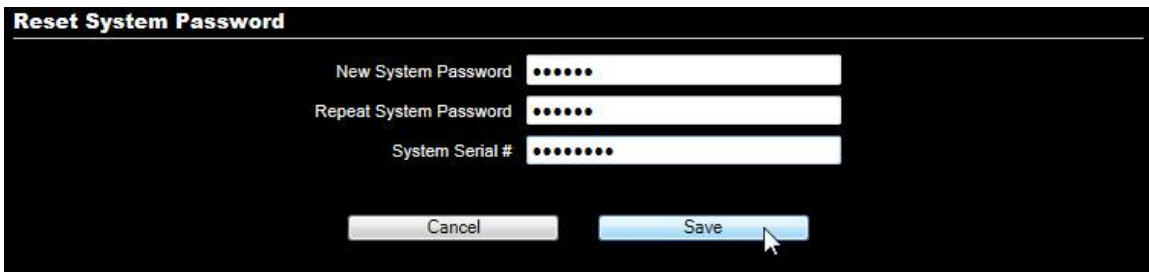 Reset System Password
New System Password ••••••
Repeat System Password ••••••
System Serial # ••••••••
Cancel Save